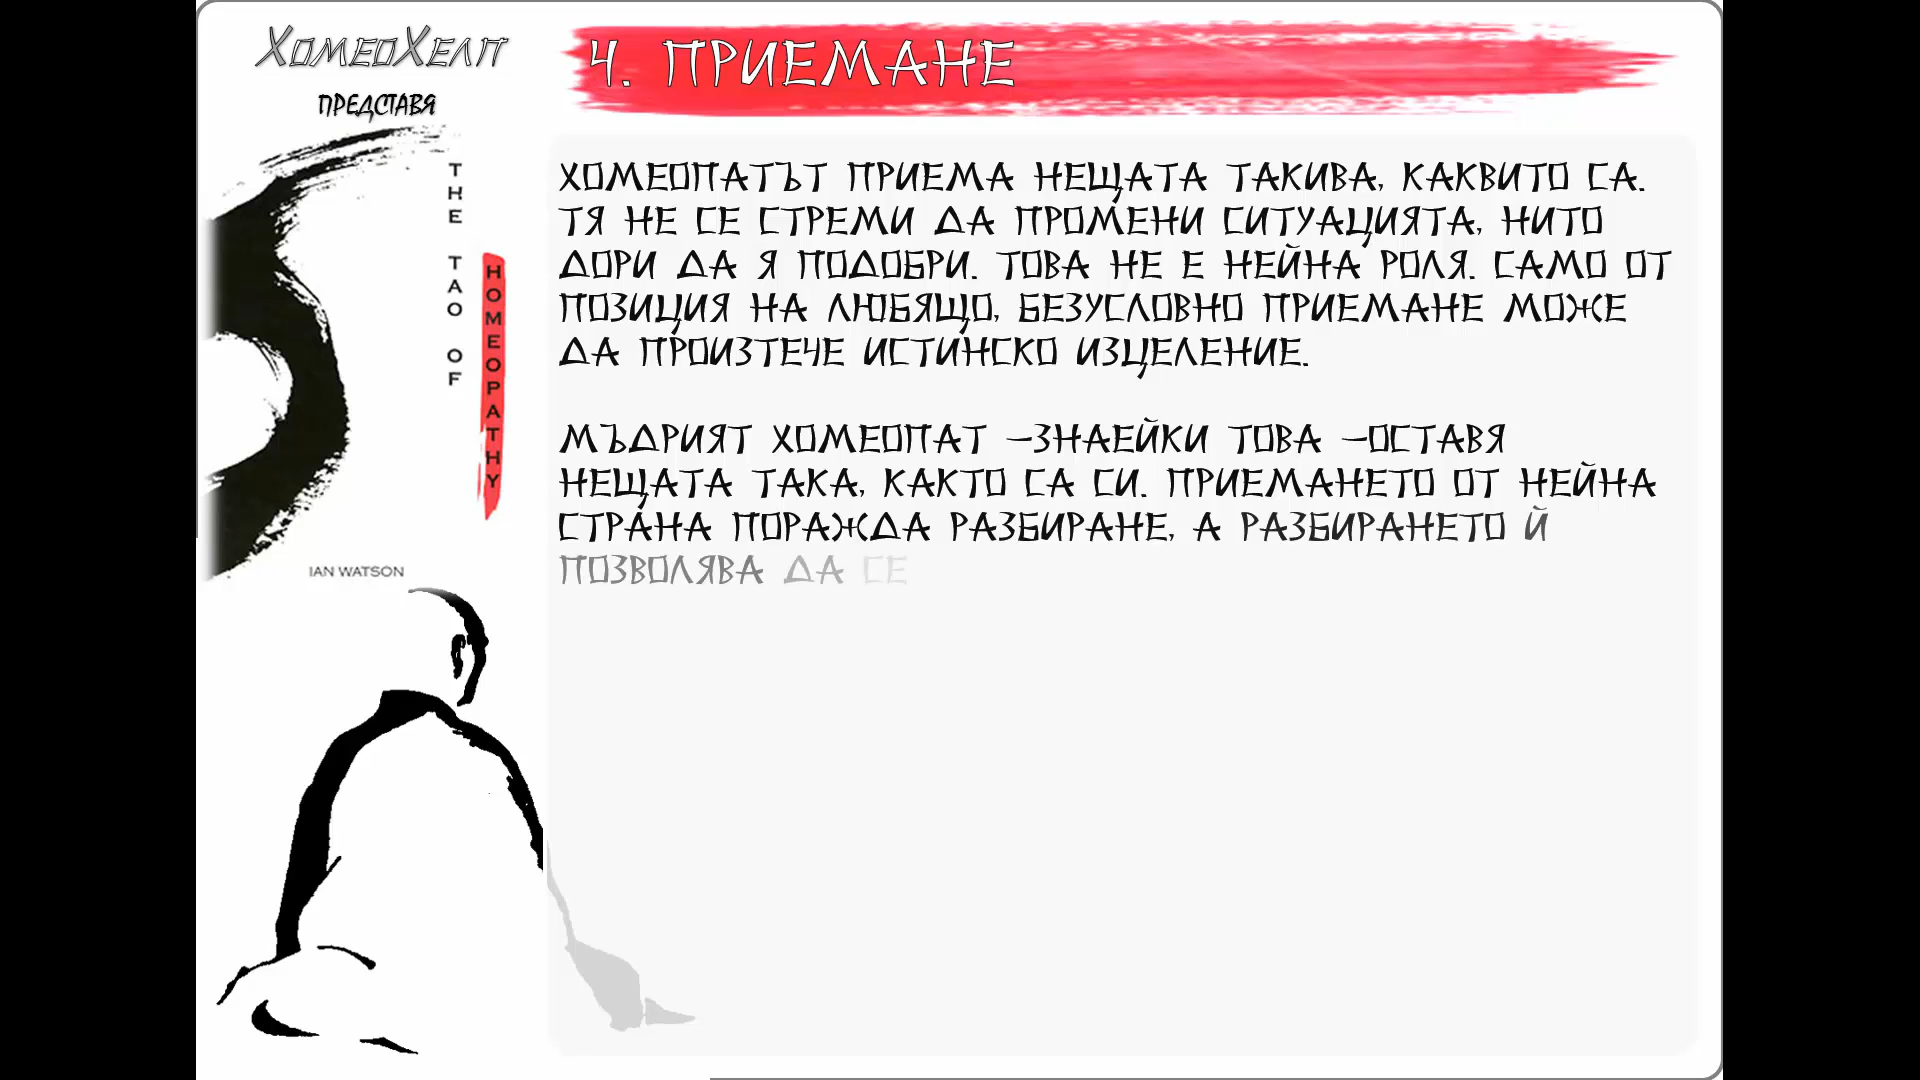 ХомеоХелп
представя
THE TAO OF
HOMEOPATHY
IAN WATSON
4. ПРИЕМАНЕ
ХОМЕОПАТЪТ ПРИЕМА НЕЩАТА ТАКИВА, КАКВИТО СА.
ТЯ НЕ СЕ СТРЕМИ ДА ПРОМЕНИ СИТУАЦИЯТА, НИТО
ДОРИ ДА Я ПОДОБРИ. ТОВА НЕ Е НЕЙНА РОЛЯ. САМО ОТ
ПОЗИЦИЯ НА ЛЮБЯЩО, БЕЗУСЛОВНО ПРИЕМАНЕ МОЖЕ
ДА ПРОИЗТЕЧЕ ИСТИНСКО ИЗЦЕЛЕНИЕ.
МЪДРИЯТ ХОМЕОПАТ –ЗНАЕЙКИ ТОВА –ОСТАВЯ
НЕЩАТА ТАКА, КАКТО СА СИ. ПРИЕМАНЕТО ОТ НЕЙНА
СТРАНА ПОРАЖДА РАЗБИРАНЕ, А РАЗБИРАНЕТО Й
ПОЗВОЛЯВА ДА СЕ